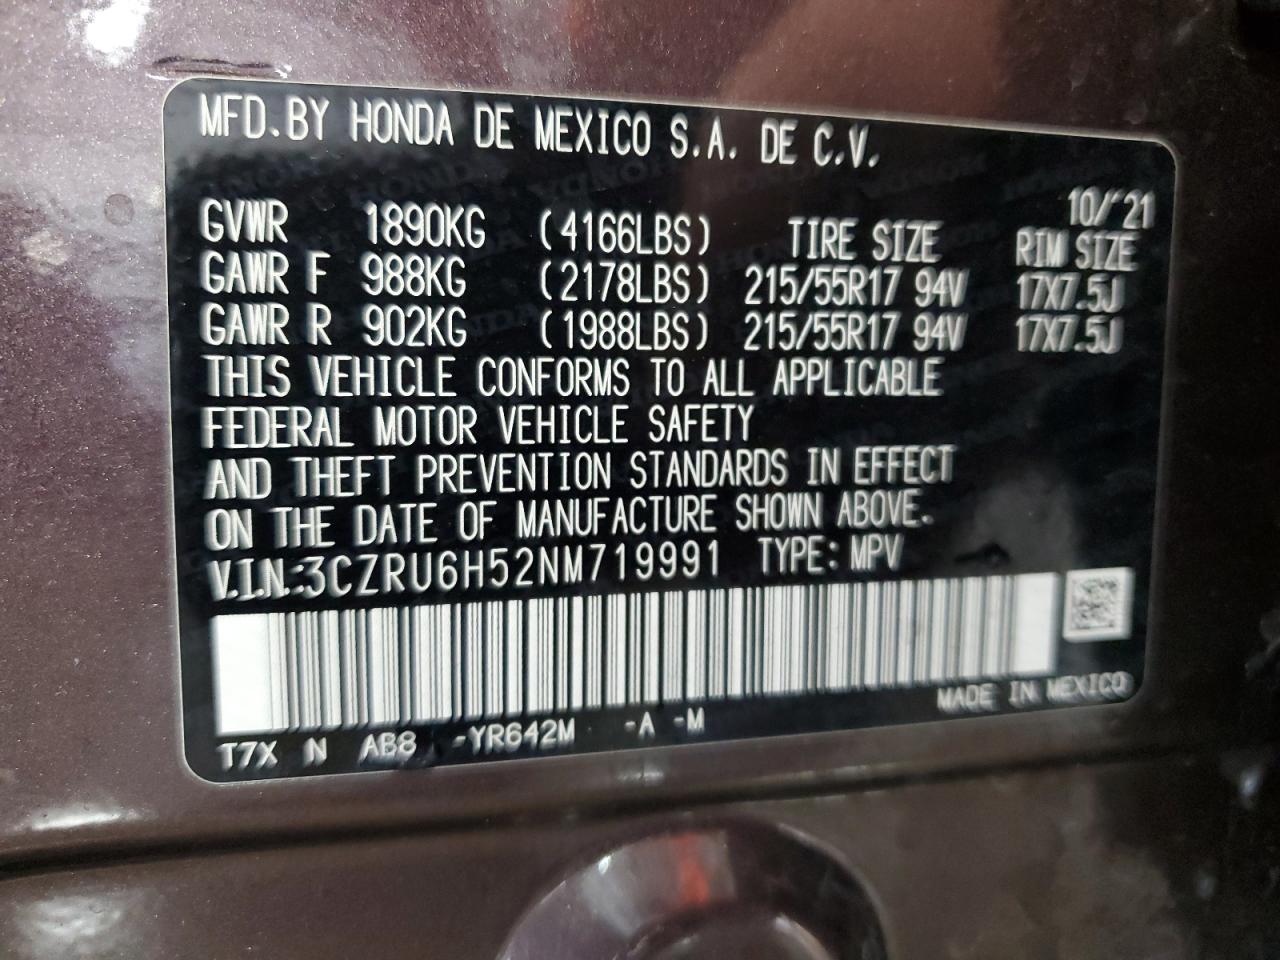 MFD.BY HONDA DE MEXICO S.A. DE C.V.
10/'21
GVWR 1890KG (4166LBS) TIRE SIZE RIM SIZE
GAWR F 988KG (2178LBS) 215/55R17 94V 17X7.5J
GAWR R 902KG (1988LBS) 215/55R17 94V 17X7.5J
THIS VEHICLE CONFORMS TO ALL APPLICABLE
FEDERAL MOTOR VEHICLE SAFETY
AND THEFT PREVENTION STANDARDS IN EFFECT
ON THE DATE OF MANUFACTURE SHOWN ABOVE.
V.I.N.:3CZRU6H52NM719991 TYPE: MPV
MADE IN MEXICO
T7X N AB8 -YR642M -A -M